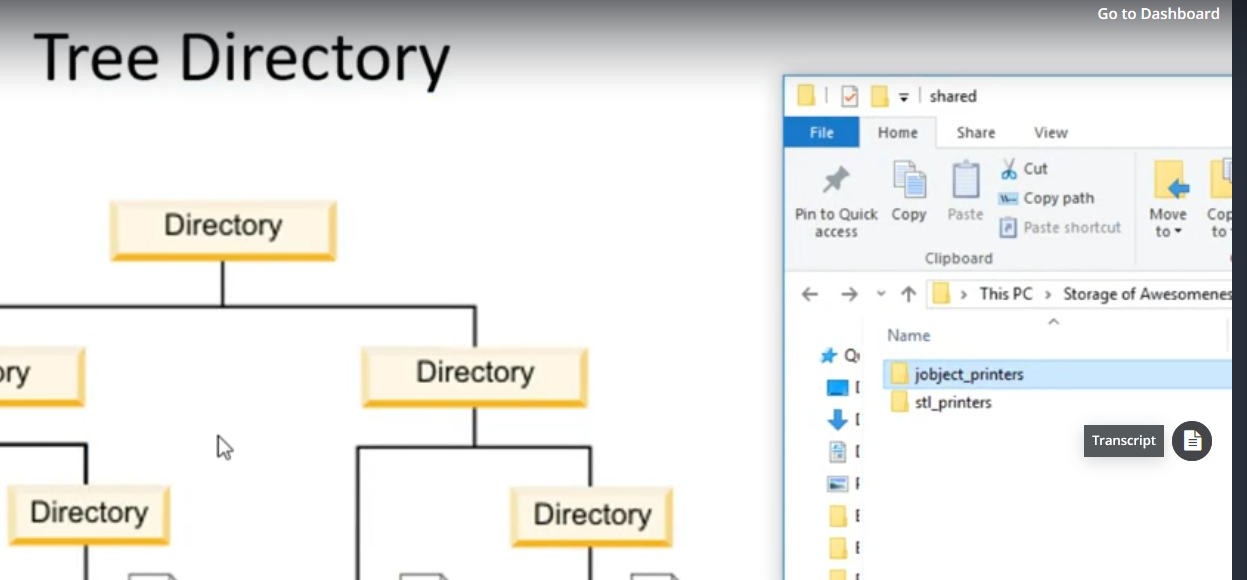 Go to Dashboard
Tree Directory
shared
File Home Share View
Cut
Copy path
Paste shortcut
Pin to Quick access
Copy
Paste
Move to
Clipboard
This PC > Storage of Awesomenes
Name
jobject_printers
stl_printers
Transcript
Directory
ory
Directory
Directory
Directory